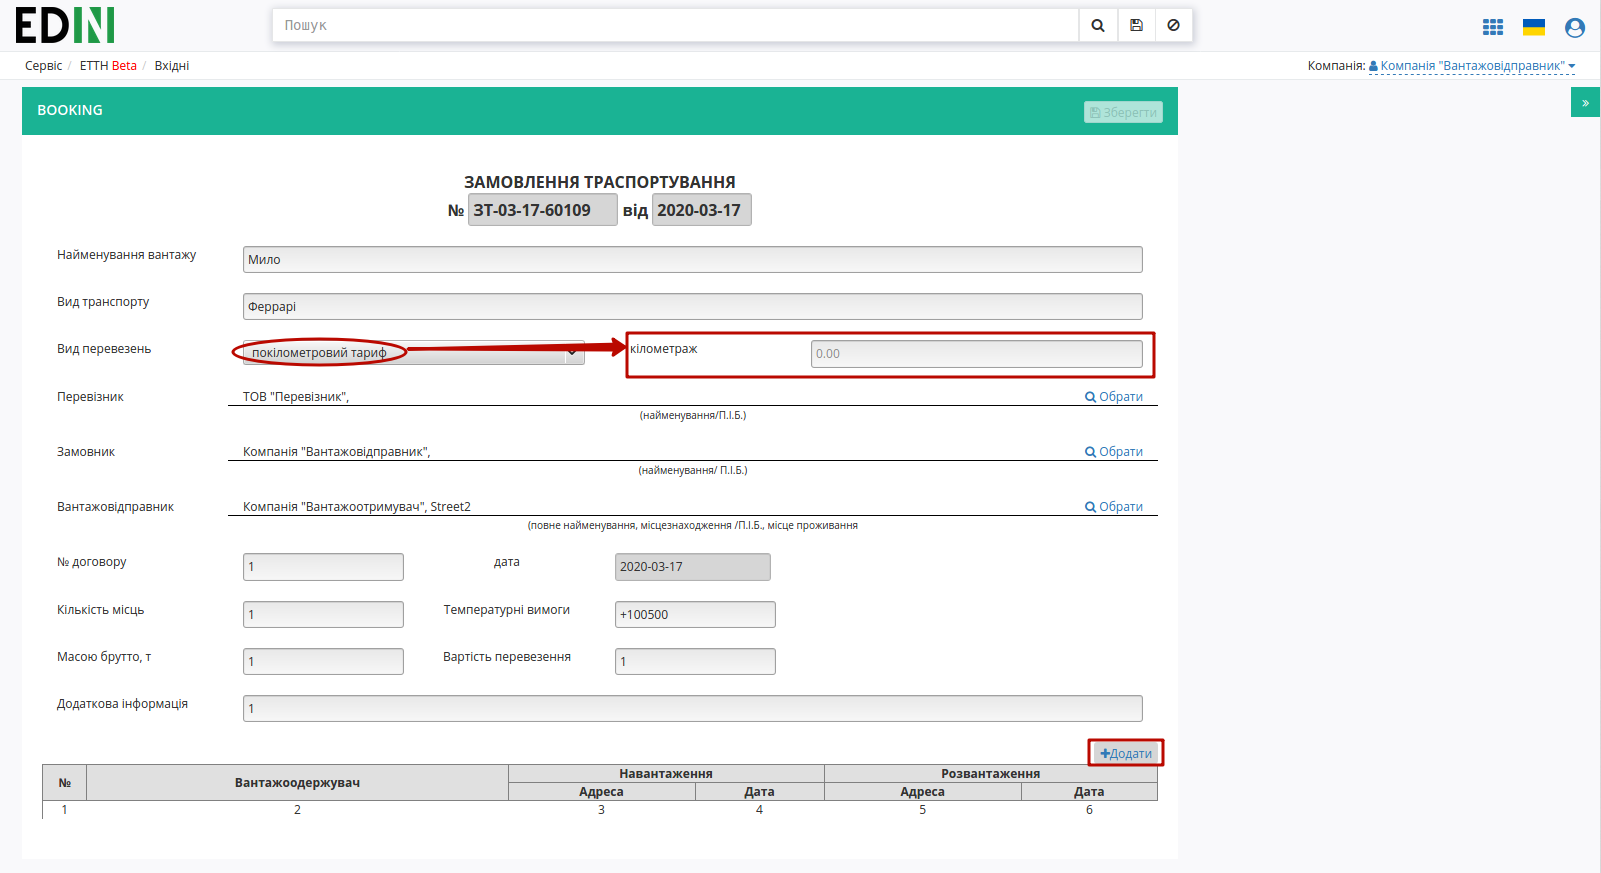 EDIN
Пошук
Сервіс / ЕТТН Beta / Вхідні
Компанія: Компанія "Вантажовідправник"
»
BOOKING
Зберегти
ЗАМОВЛЕННЯ ТРАСПОРТУВАННЯ
№ ЗТ-03-17-60109 від 2020-03-17
Найменування вантажу Мило
Вид транспорту Феррарі
Вид перевезень покілометровий тариф кілометраж 0.00
Перевізник ТОВ "Перевізник", Обрати
(найменування/П.І.Б.)
Замовник Компанія "Вантажовідправник", Обрати
(найменування/ П.І.Б.)
Вантажовідправник Компанія "Вантажоотримувач", Street2 Обрати
(повне найменування, місцезнаходження /П.І.Б., місце проживання
№ договору 1 дата 2020-03-17
Кількість місць 1 Температурні вимоги +100500
Масою брутто, т 1 Вартість перевезення 1
Додаткова інформація 1
+Додати
№ Вантажоодержувач Навантаження Розвантаження
Адреса Дата Адреса Дата
1 2 3 4 5 6